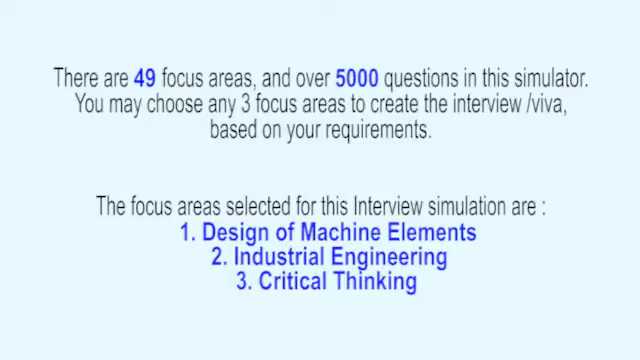 There are 49 focus areas, and over 5000 questions in this simulator.
You may choose any 3 focus areas to create the interview /viva,
based on your requirements.
The focus areas selected for this Interview simulation are :
1. Design of Machine Elements
2. Industrial Engineering
3. Critical Thinking